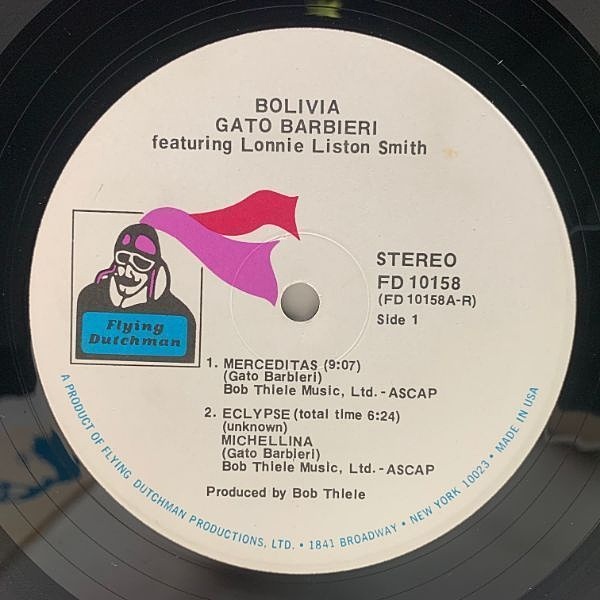 BOLIVIA
GATO BARBIERI
featuring Lonnie Liston Smith
STEREO
FD 10158
(FD 10158A-R)
Side 1
Flying
Dutchman
1. MERCEDITAS (9:07)
(Gato Barbieri)
Bob Thiele Music, Ltd. - ASCAP
2. ECLYPSE (total time 6:24)
(unknown)
MICHELLINA
(Gato Barbieri)
Bob Thiele Music, Ltd. - ASCAP
Produced by Bob Thiele
A PRODUCT OF FLYING DUTCHMAN PRODUCTIONS, LTD. • 1841 BROADWAY • NEW YORK 10023 • MADE IN USA